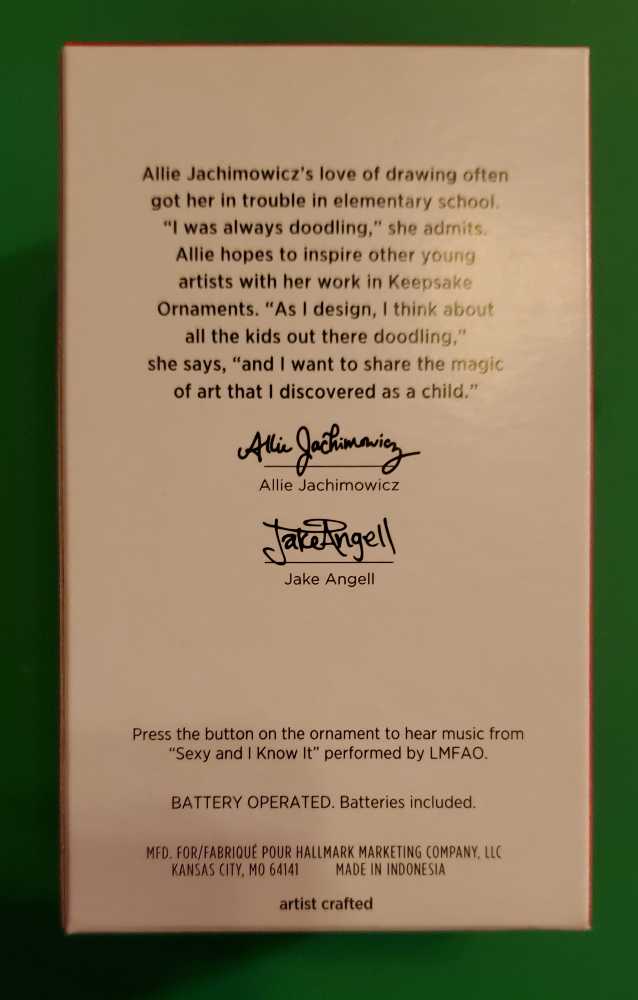 Allie Jachimowicz's love of drawing often
got her in trouble in elementary school.
"I was always doodling," she admits.
Allie hopes to inspire other young
artists with her work in Keepsake
Ornaments. "As I design, I think about
all the kids out there doodling,"
she says, "and I want to share the magic
of art that I discovered as a child."
Allie Jachimowicz
Allie Jachimowicz
Jake Angell
Jake Angell
Press the button on the ornament to hear music from
"Sexy and I Know It" performed by LMFAO.
BATTERY OPERATED. Batteries included.
MFD. FOR/FABRIQUÉ POUR HALLMARK MARKETING COMPANY, LLC
KANSAS CITY, MO 64141 MADE IN INDONESIA
artist crafted